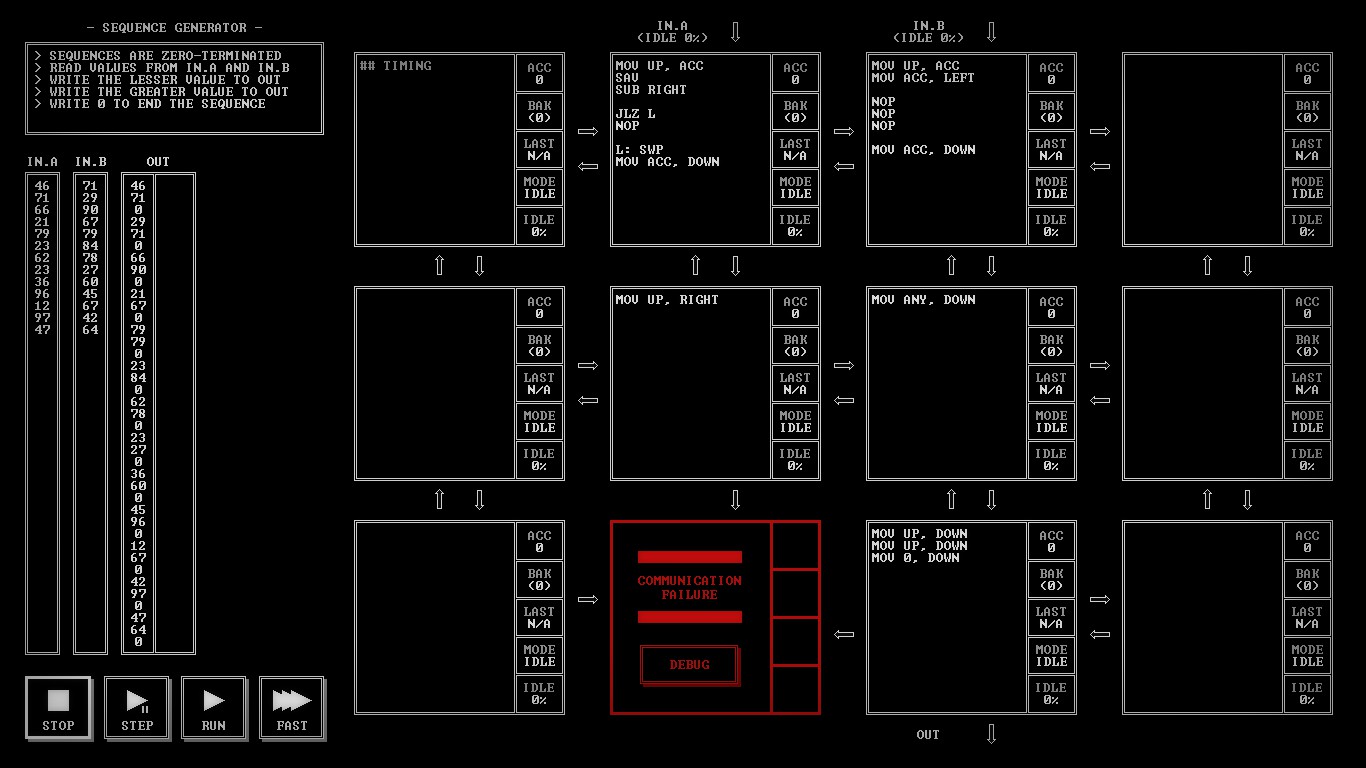 — SEQUENCE GENERATOR —
> SEQUENCES ARE ZERO-TERMINATED
> READ VALUES FROM IN.A AND IN.B
> WRITE THE LESSER VALUE TO OUT
> WRITE THE GREATER VALUE TO OUT
> WRITE 0 TO END THE SEQUENCE
IN.A IN.B OUT
46 71 46
71 29 71
66 90 0
21 67 29
79 79 71
23 84 0
62 78 66
23 27 90
36 60 0
96 45 21
12 67 67
97 42 0
47 64 79
79
0
23
84
0
62
78
0
23
27
0
36
60
0
45
96
0
12
67
0
42
97
0
47
64
0
STOP
STEP
RUN
FAST
IN.A
(IDLE 0%)
IN.B
(IDLE 0%)
## TIMING
ACC
0
BAK
(0)
LAST
N/A
MODE
IDLE
IDLE
0%
MOV UP, ACC
SAV
SUB RIGHT
JLZ L
NOP
L: SWP
MOV ACC, DOWN
ACC
0
BAK
(0)
LAST
N/A
MODE
IDLE
IDLE
0%
MOV UP, ACC
MOV ACC, LEFT
NOP
NOP
NOP
MOV ACC, DOWN
ACC
0
BAK
(0)
LAST
N/A
MODE
IDLE
IDLE
0%
ACC
0
BAK
(0)
LAST
N/A
MODE
IDLE
IDLE
0%
ACC
0
BAK
(0)
LAST
N/A
MODE
IDLE
IDLE
0%
MOV UP, RIGHT
ACC
0
BAK
(0)
LAST
N/A
MODE
IDLE
IDLE
0%
MOV ANY, DOWN
ACC
0
BAK
(0)
LAST
N/A
MODE
IDLE
IDLE
0%
ACC
0
BAK
(0)
LAST
N/A
MODE
IDLE
IDLE
0%
ACC
0
BAK
(0)
LAST
N/A
MODE
IDLE
IDLE
0%
COMMUNICATION
FAILURE
DEBUG
MOV UP, DOWN
MOV UP, DOWN
MOV 0, DOWN
ACC
0
BAK
(0)
LAST
N/A
MODE
IDLE
IDLE
0%
ACC
0
BAK
(0)
LAST
N/A
MODE
IDLE
IDLE
0%
OUT